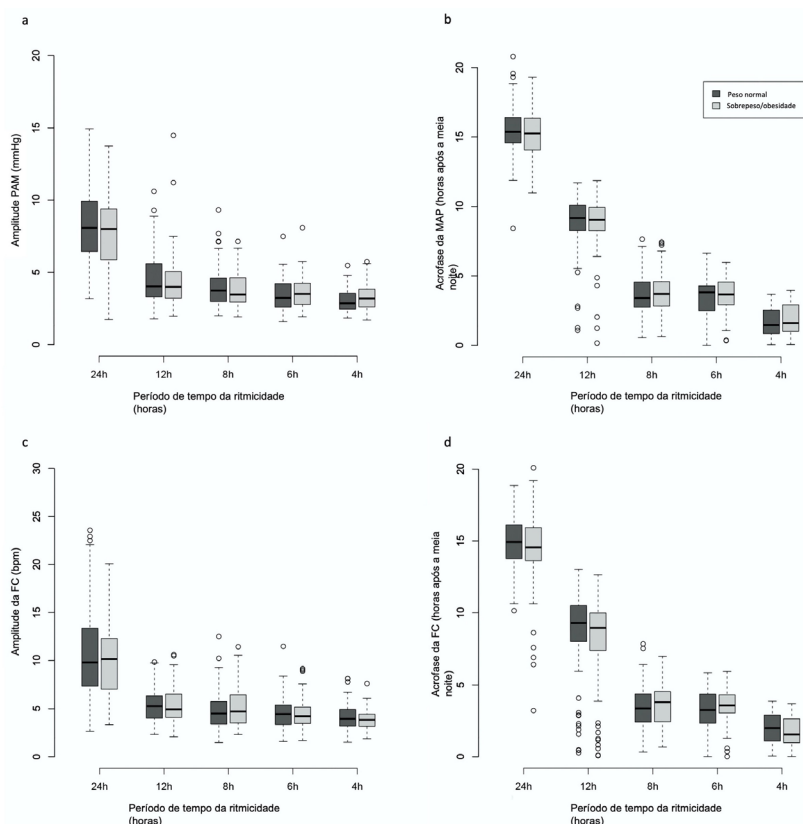 a
20
15
10
5
0
Amplitude PAM (mmHg)
24h 12h 8h 6h 4h
Período de tempo da ritmicidade
(horas)
b
20
15
10
5
0
Acrofase da MAP (horas após a meia
noite)
Peso normal
Sobrepeso/obesidade
24h 12h 8h 6h 4h
Período de tempo da ritmicidade
(horas)
c
30
25
20
15
10
5
0
Amplitude da FC (bpm)
24h 12h 8h 6h 4h
Período de tempo da ritmicidade
(horas)
d
20
15
10
5
0
Acrofase da FC (horas após a meia
noite)
24h 12h 8h 6h 4h
Período de tempo da ritmicidade
(horas)